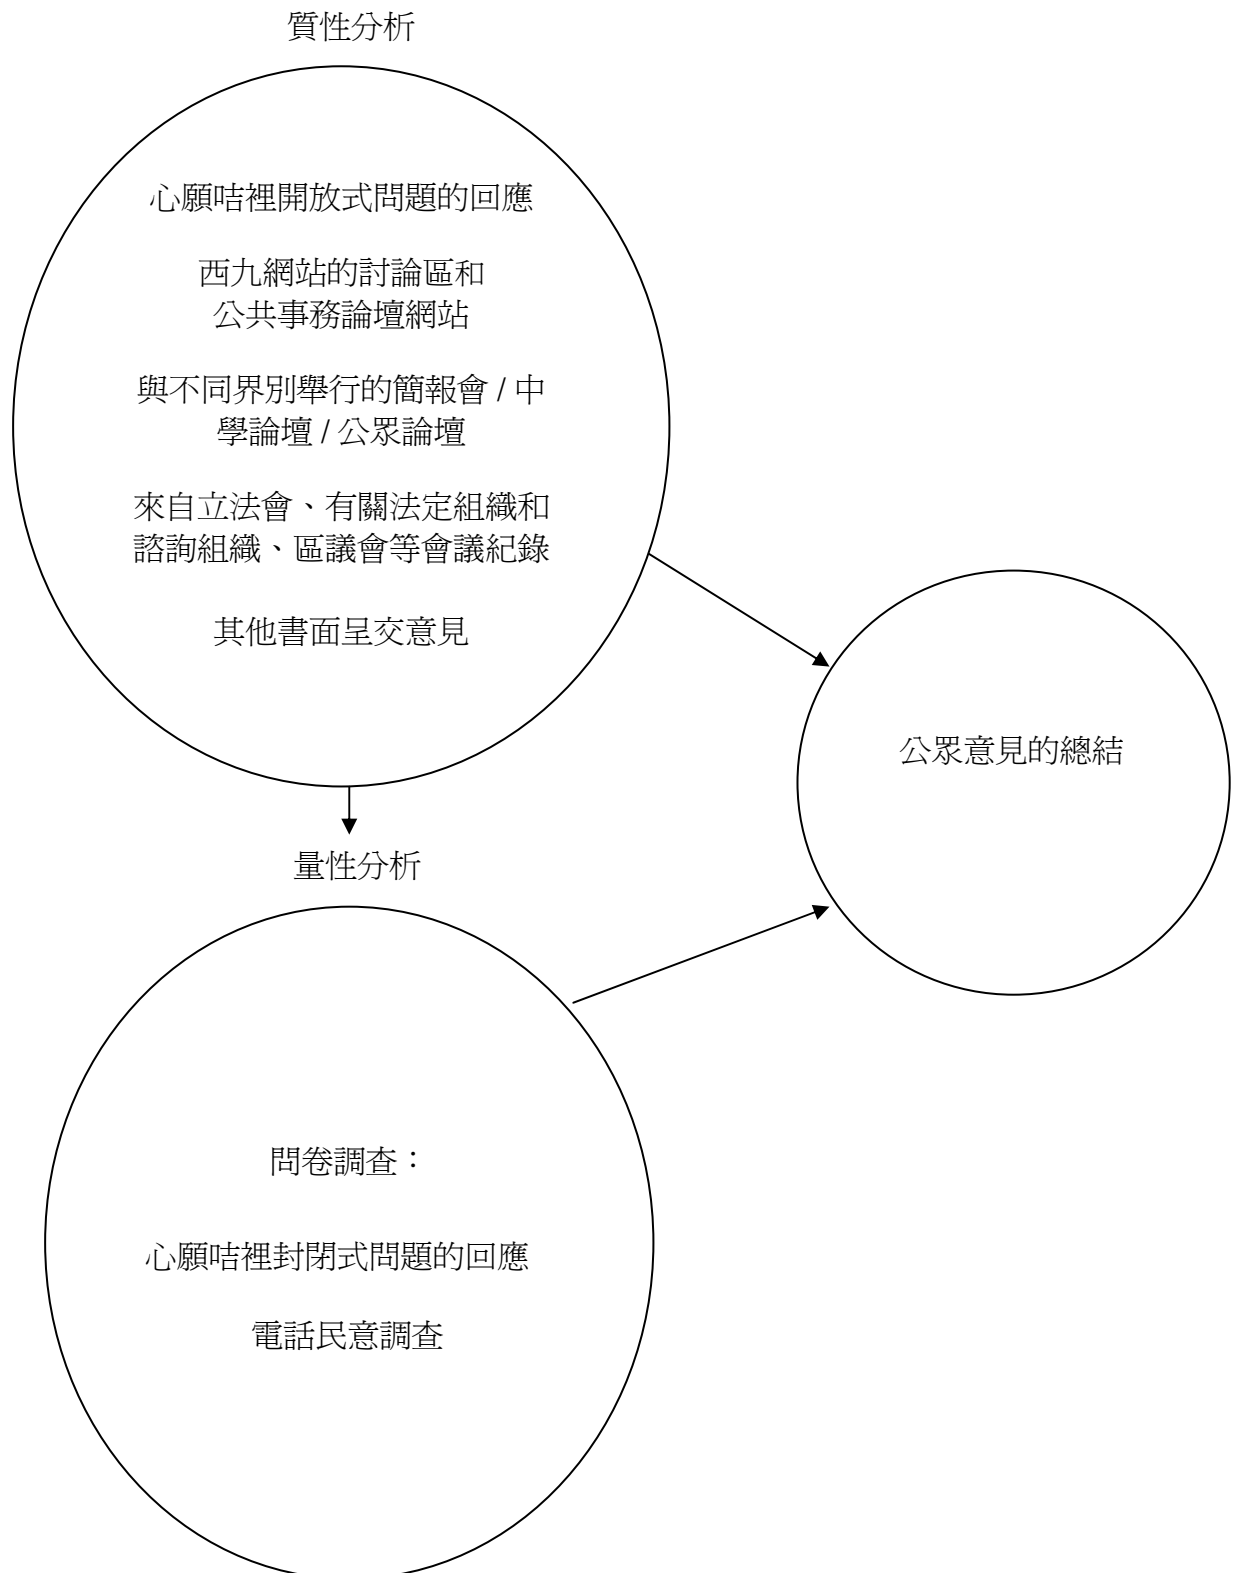 質性分析
心願咭裡開放式問題的回應
西九網站的討論區和
公共事務論壇網站
與不同界別舉行的簡報會 / 中
學論壇 / 公眾論壇
來自立法會、有關法定組織和
諮詢組織、區議會等會議紀錄
其他書面呈交意見
公眾意見的總結
量性分析
問卷調查：
心願咭裡封閉式問題的回應
電話民意調查